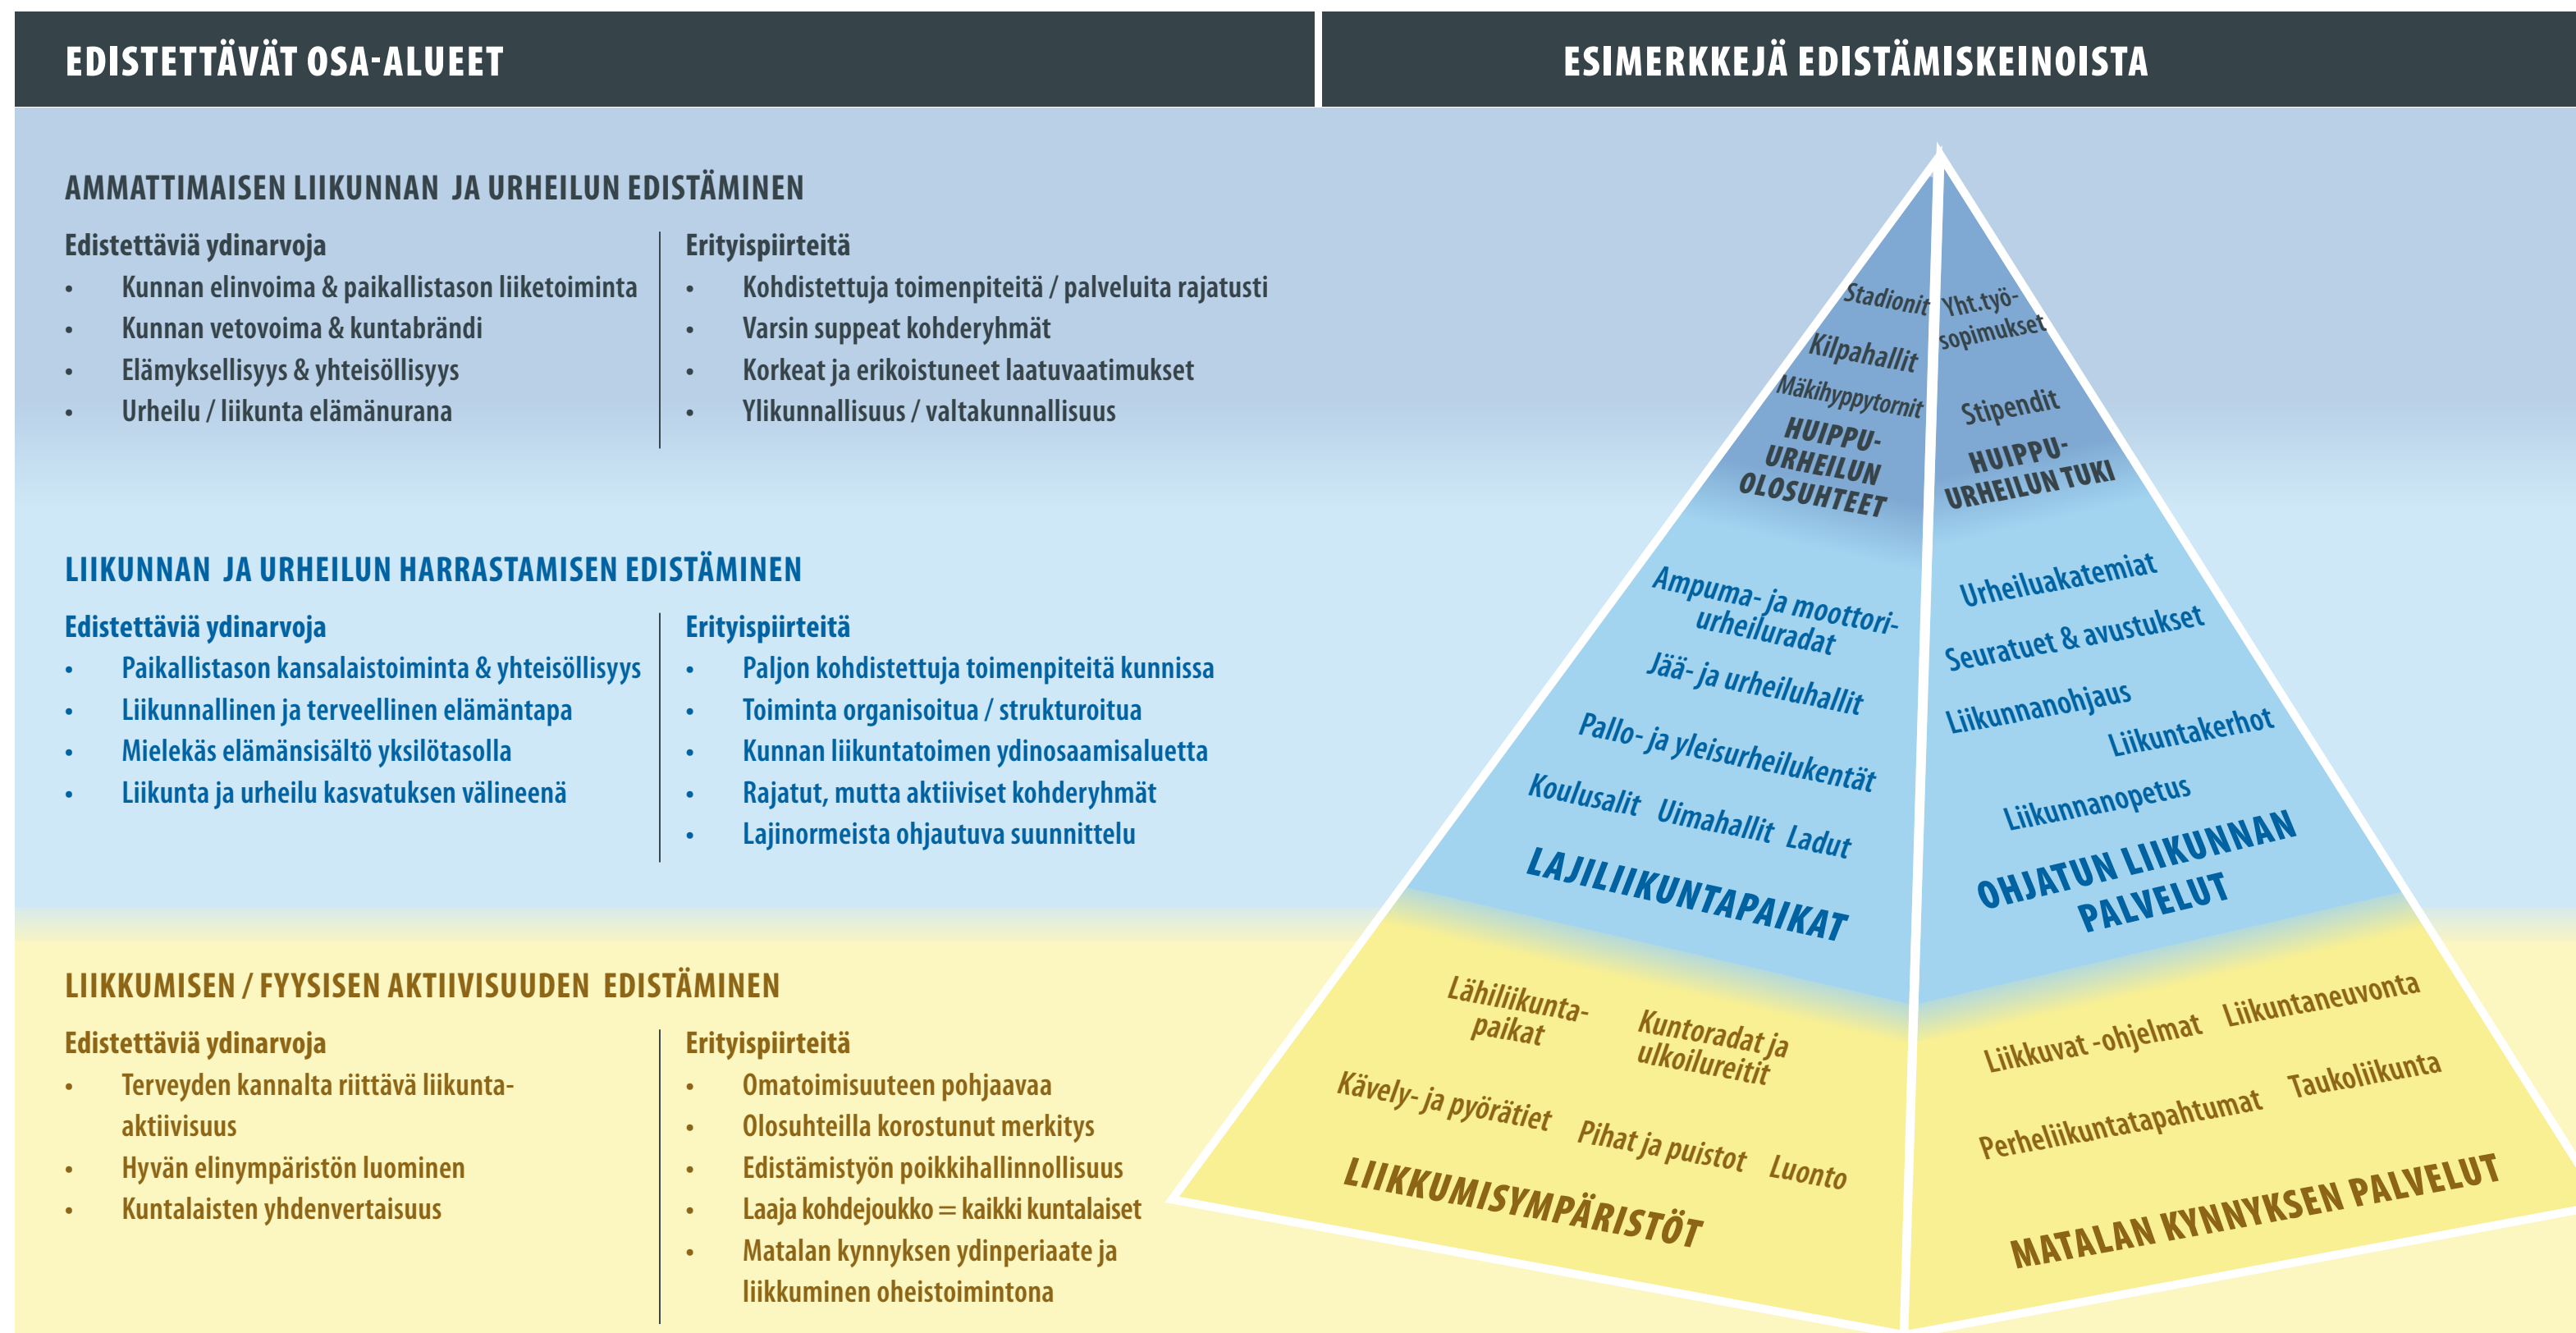 EDISTETTÄVÄT OSA-ALUEET
ESIMERKKEJÄ EDISTÄMISKEINOISTA
AMMATTIMAISEN LIIKUNNAN JA URHEILUN EDISTÄMINEN
Edistettäviä ydinarvoja
• Kunnan elinvoima & paikallistason liiketoiminta
• Kunnan vetovoima & kuntabrändi
• Elämyksellisyys & yhteisöllisyys
• Urheilu / liikunta elämänurana
Erityispiirteitä
• Kohdistettuja toimenpiteitä / palveluita rajatusti
• Varsin suppeat kohderyhmät
• Korkeat ja erikoistuneet laatuvaatimukset
• Ylikunnallisuus / valtakunnallisuus
LIIKUNNAN JA URHEILUN HARRASTAMISEN EDISTÄMINEN
Edistettäviä ydinarvoja
• Paikallistason kansalaistoiminta & yhteisöllisyys
• Liikunnallinen ja terveellinen elämäntapa
• Mielekäs elämänsisältö yksilötasolla
• Liikunta ja urheilu kasvatuksen välineenä
Erityispiirteitä
• Paljon kohdistettuja toimenpiteitä kunnissa
• Toiminta organisoitua / strukturoitua
• Kunnan liikuntatoimen ydinosaamisaluetta
• Rajatut, mutta aktiiviset kohderyhmät
• Lajinormeista ohjautuva suunnittelu
LIIKKUMISEN / FYYSISEN AKTIIVISUUDEN EDISTÄMINEN
Edistettäviä ydinarvoja
• Terveyden kannalta riittävä liikunta-
aktiivisuus
• Hyvän elinympäristön luominen
• Kuntalaisten yhdenvertaisuus
Erityispiirteitä
• Omatoimisuuteen pohjaavaa
• Olosuhteilla korostunut merkitys
• Edistämistyön poikkihallinnollisuus
• Laaja kohdejoukko = kaikki kuntalaiset
• Matalan kynnyksen ydinperiaate ja
liikkuminen oheistoimintona
Stadionit
Kilpahallit
Mäkihyppytornit
HUIPPU-
URHEILUN
OLOSUHTEET
Yht.työ-
sopimukset
Stipendit
HUIPPU-
URHEILUN TUKI
Ampuma- ja moottori-
urheiluradat
Jää- ja urheiluhallit
Pallo- ja yleisurheilukentät
Koulusalit Uimahallit Ladut
LAJILIIKUNTAPAIKAT
Urheiluakatemiat
Seuratuet & avustukset
Liikunnanohjaus
Liikuntakerhot
Liikunnanopetus
OHJATUN LIIKUNNAN
PALVELUT
Lähiliikunta-
paikat
Kuntoradat ja
ulkoilureitit
Kävely- ja pyörätiet
Pihat ja puistot
Luonto
LIIKKUMISYMPÄRISTÖT
Liikkuvat -ohjelmat
Liikuntaneuvonta
Perheliikuntatapahtumat
Taukoliikunta
MATALAN KYNNYKSEN PALVELUT